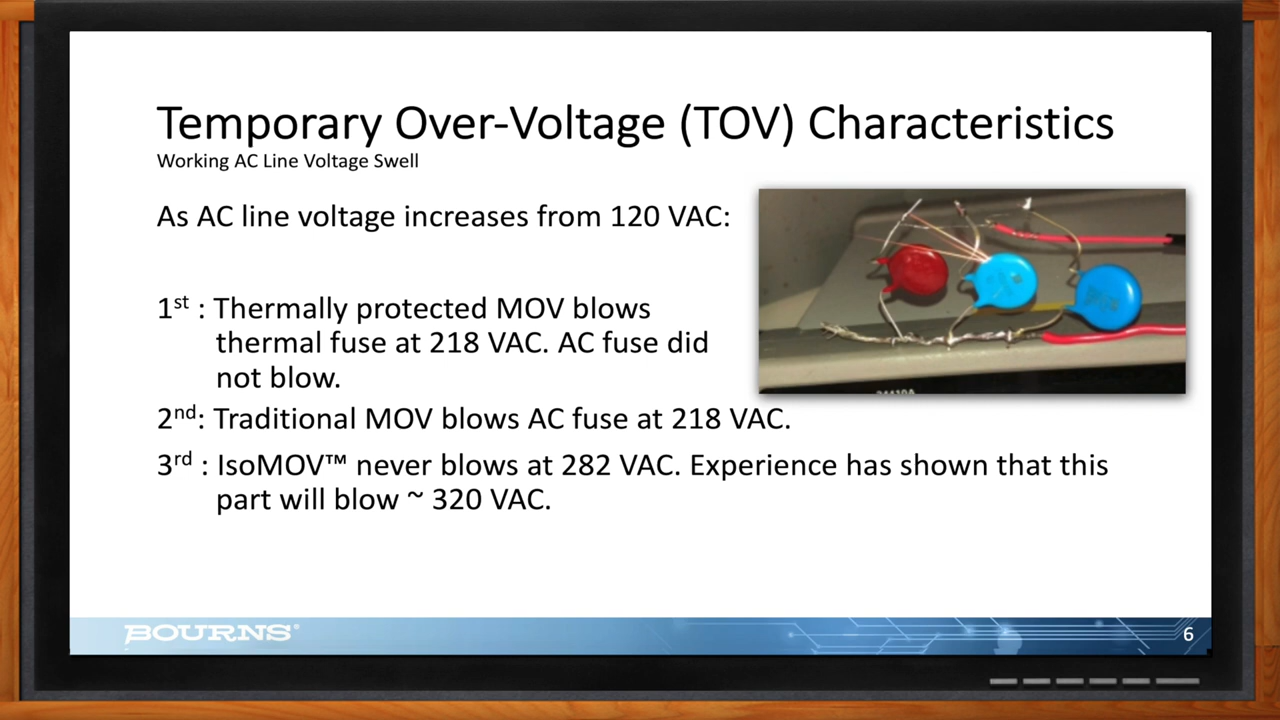 Temporary Over-Voltage (TOV) Characteristics
Working AC Line Voltage Swell
As AC line voltage increases from 120 VAC:
1st : Thermally protected MOV blows
thermal fuse at 218 VAC. AC fuse did
not blow.
2nd: Traditional MOV blows AC fuse at 218 VAC.
3rd : IsoMOV™ never blows at 282 VAC. Experience has shown that this
part will blow ~ 320 VAC.
BOURNS®
6